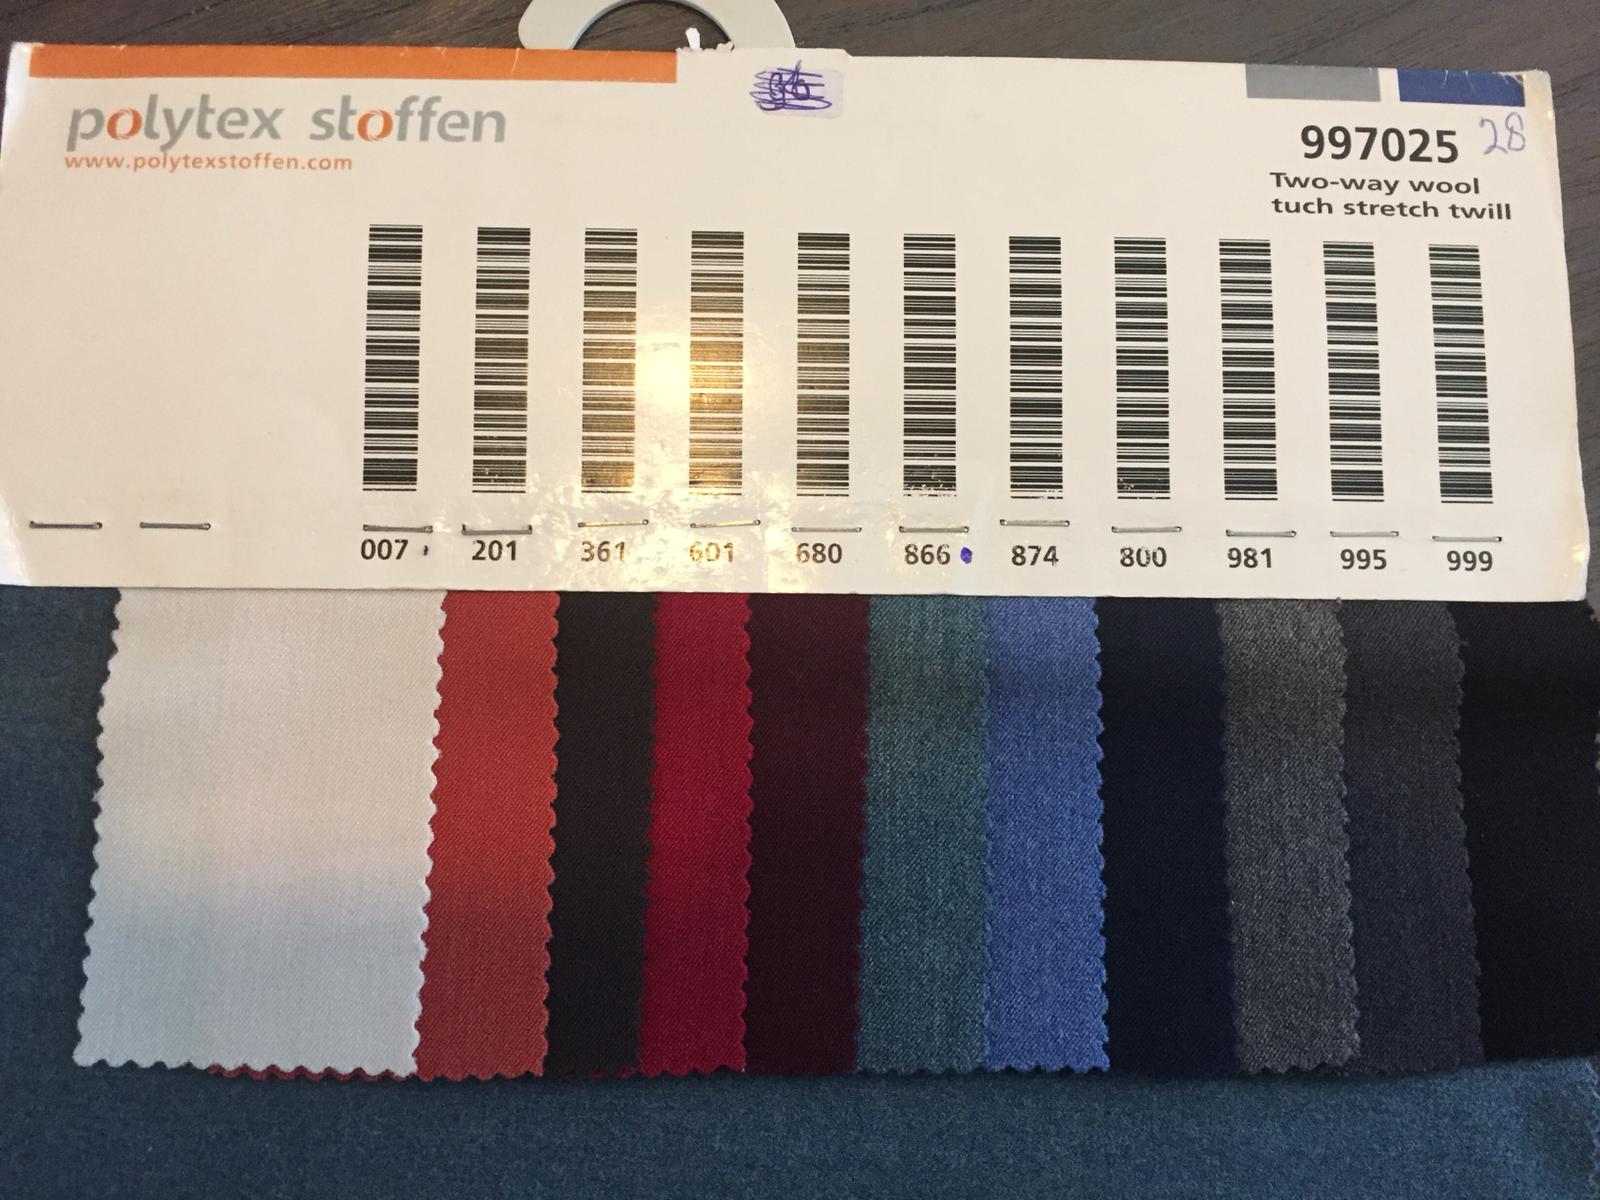 polytex stoffen
www.polytexstoffen.com
997025 28
Two-way wool
tuch stretch twill
007 201 361 601 680 866 874 800 981 995 999